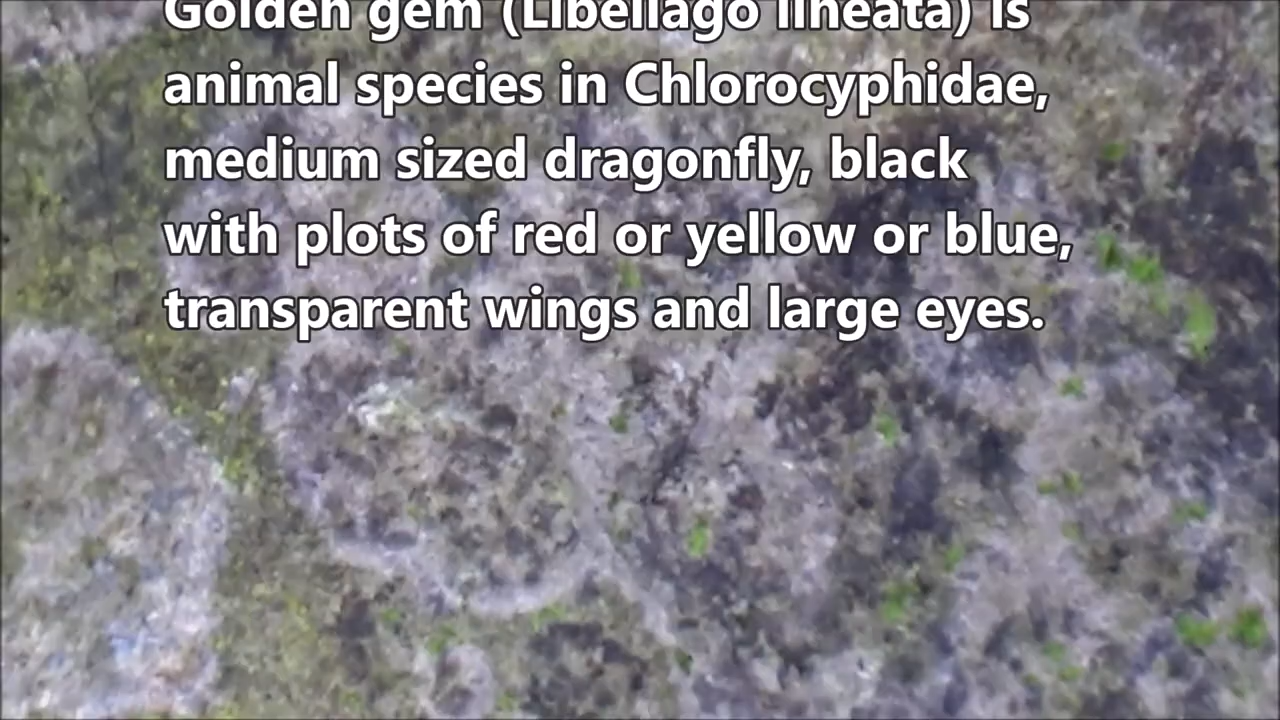 Golden gem (Libellago lineata) is
animal species in Chlorocyphidae,
medium sized dragonfly, black
with plots of red or yellow or blue,
transparent wings and large eyes.